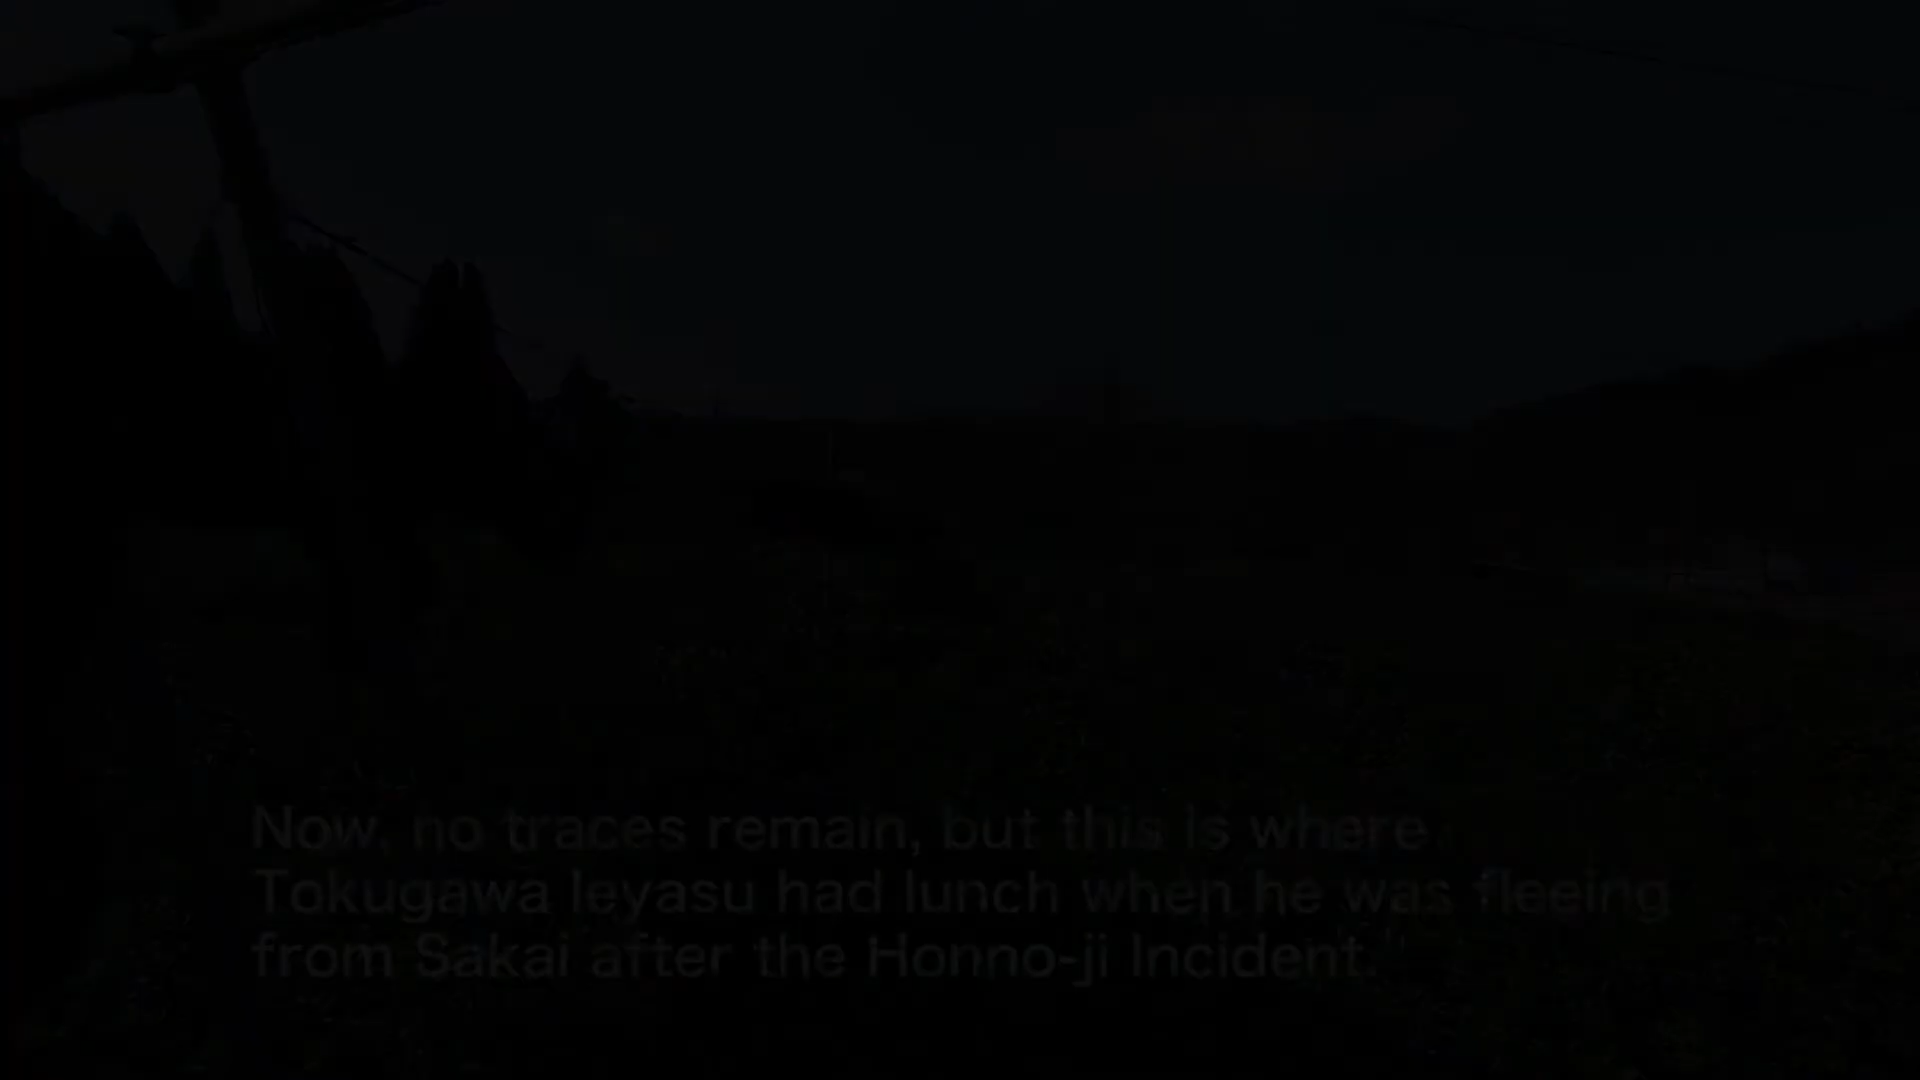 Now, no traces remain, but this is where
Tokugawa Ieyasu had lunch when he was fleeing
from Sakai after the Honno-ji Incident.